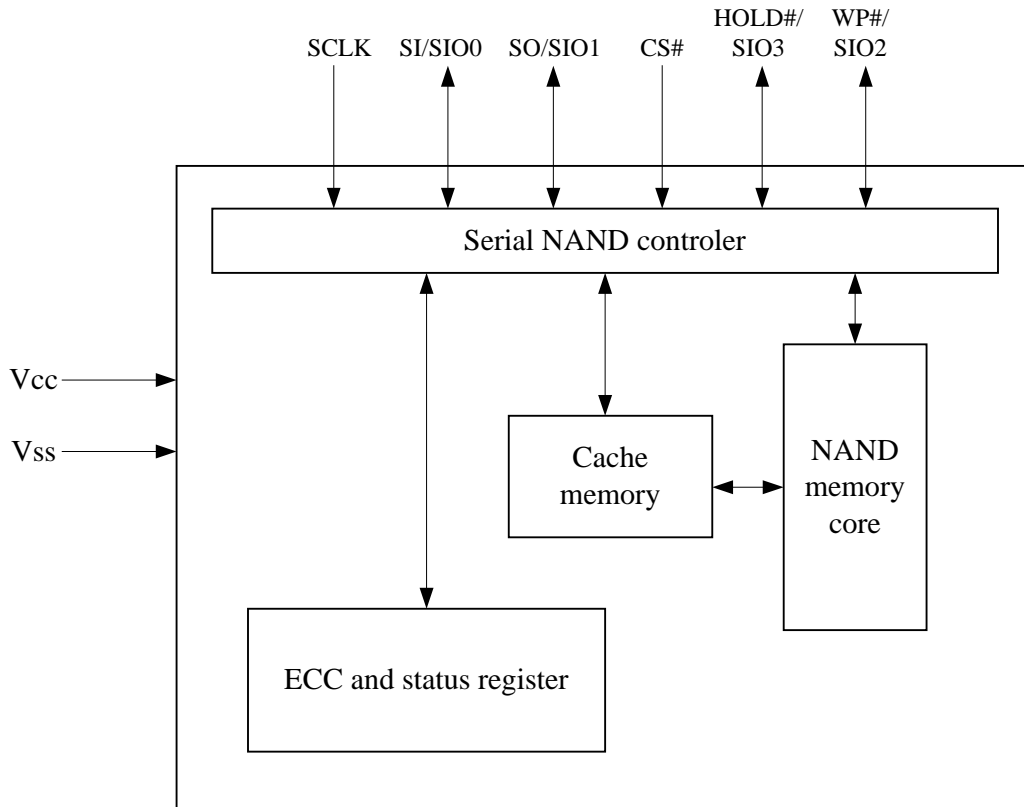 HOLD#/ WP#/
SCLK SI/SIO0 SO/SIO1 CS# SIO3 SIO2
Serial NAND controler
Vcc
Vss
Cache
memory
NAND
memory
core
ECC and status register